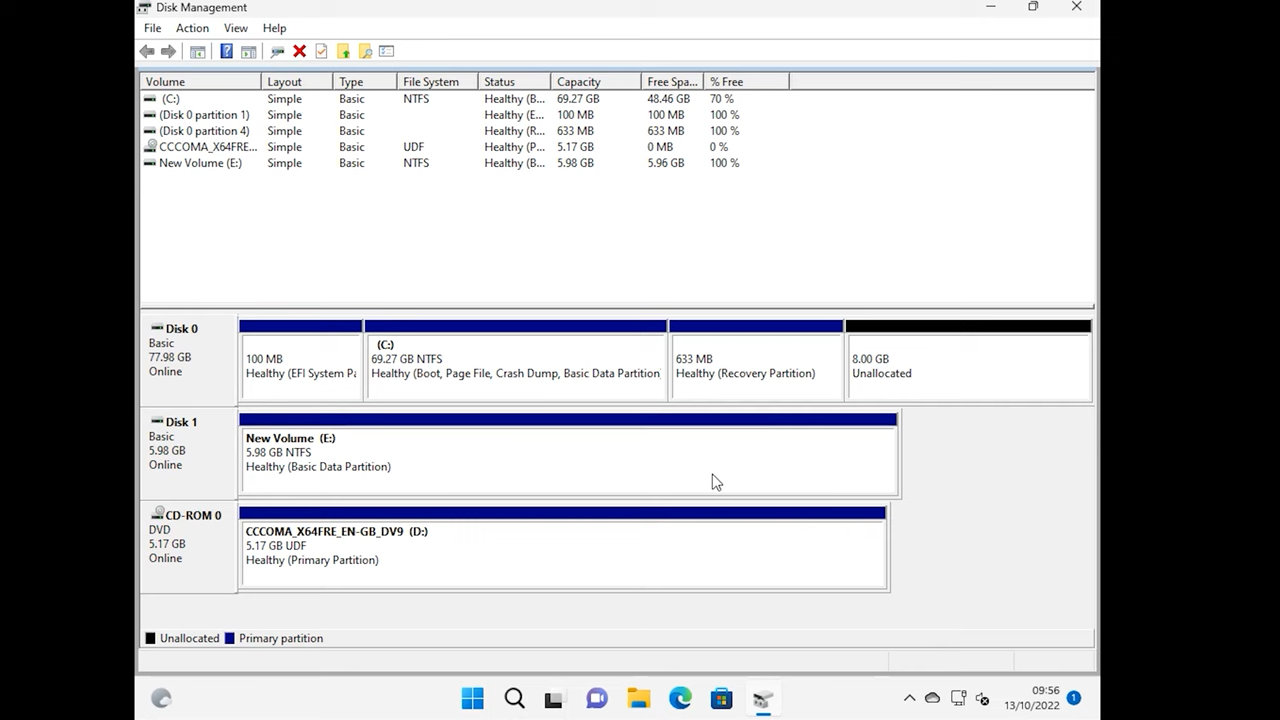 Disk Management
File Action View Help
Volume Layout Type File System Status Capacity Free Spa... % Free
(C:) Simple Basic NTFS Healthy (B... 69.27 GB 48.46 GB 70 %
(Disk 0 partition 1) Simple Basic Healthy (E... 100 MB 100 MB 100 %
(Disk 0 partition 4) Simple Basic Healthy (R... 633 MB 633 MB 100 %
CCCOMA_X64FRE... Simple Basic UDF Healthy (P... 5.17 GB 0 MB 0 %
New Volume (E:) Simple Basic NTFS Healthy (B... 5.98 GB 5.96 GB 100 %
Disk 0
Basic
77.98 GB
Online
100 MB
Healthy (EFI System Pa
(C:)
69.27 GB NTFS
Healthy (Boot, Page File, Crash Dump, Basic Data Partition)
633 MB
Healthy (Recovery Partition)
8.00 GB
Unallocated
Disk 1
Basic
5.98 GB
Online
New Volume (E:)
5.98 GB NTFS
Healthy (Basic Data Partition)
CD-ROM 0
DVD
5.17 GB
Online
CCCOMA_X64FRE_EN-GB_DV9 (D:)
5.17 GB UDF
Healthy (Primary Partition)
Unallocated Primary partition
09:56
13/10/2022
1